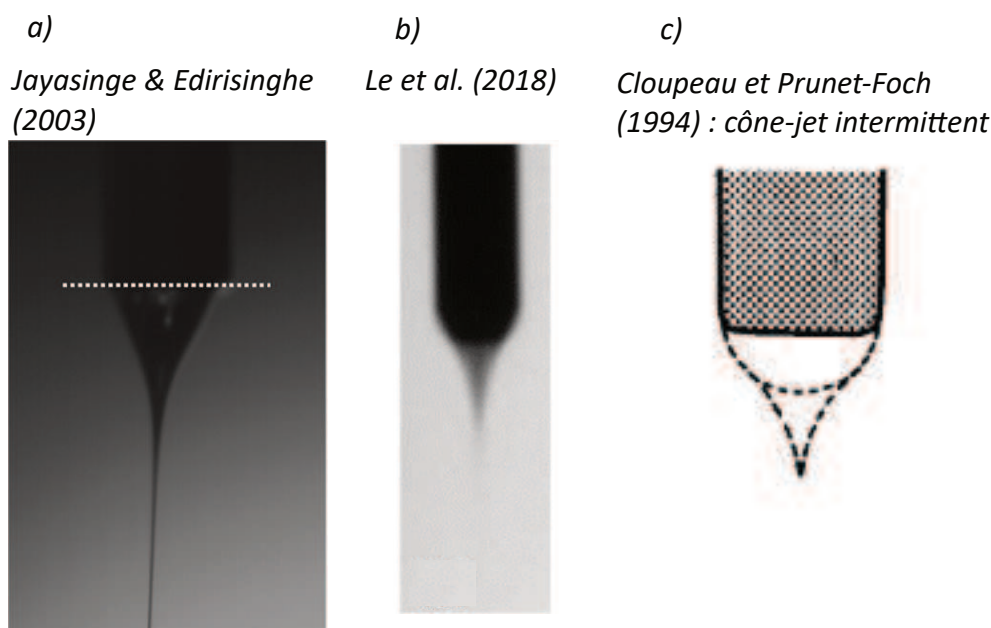 a)
Jayasinge & Edirisinghe
(2003)
b)
Le et al. (2018)
c)
Cloupeau et Prunet-Foch
(1994) : cône-jet intermittent